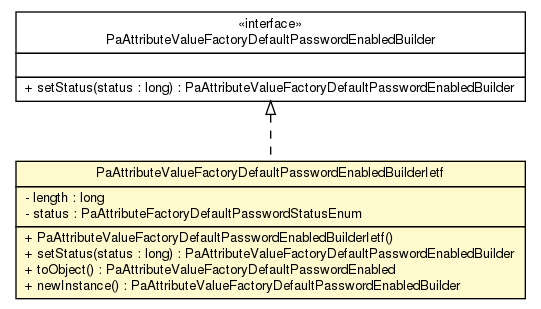 «interface»
PaAttributeValueFactoryDefaultPasswordEnabledBuilder
+ setStatus(status : long) : PaAttributeValueFactoryDefaultPasswordEnabledBuilder
PaAttributeValueFactoryDefaultPasswordEnabledBuilderIetf
- length : long
- status : PaAttributeFactoryDefaultPasswordStatusEnum
+ PaAttributeValueFactoryDefaultPasswordEnabledBuilderIetf()
+ setStatus(status : long) : PaAttributeValueFactoryDefaultPasswordEnabledBuilder
+ toObject() : PaAttributeValueFactoryDefaultPasswordEnabled
+ newInstance() : PaAttributeValueFactoryDefaultPasswordEnabledBuilder